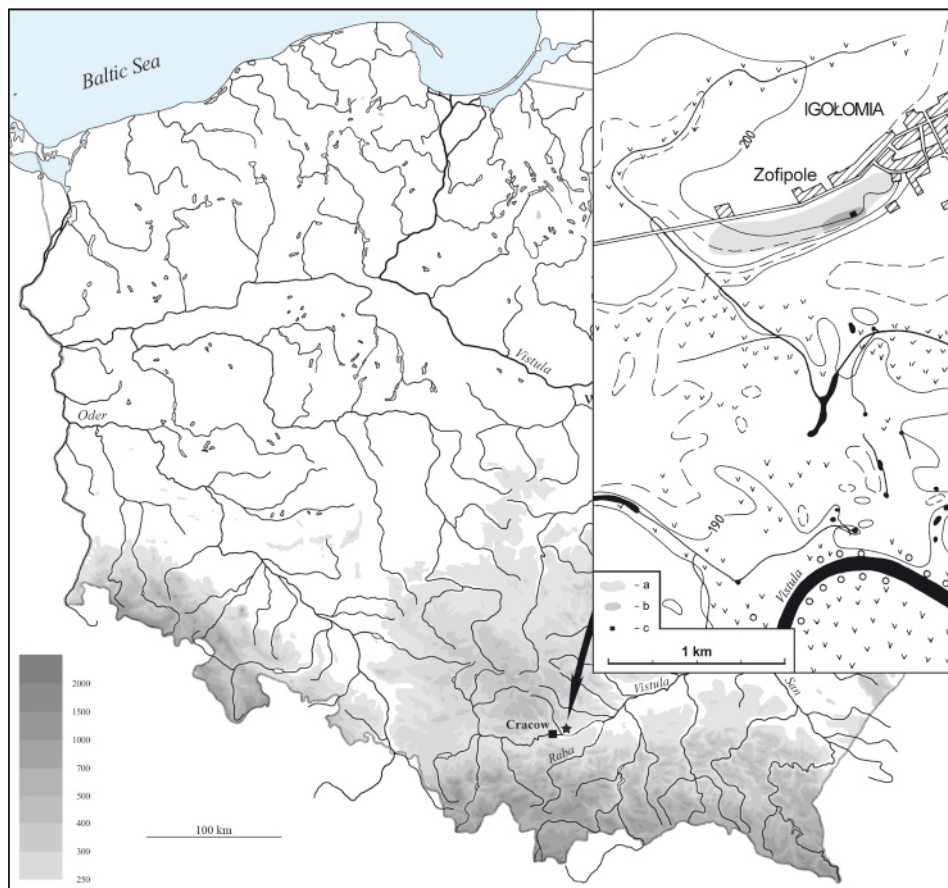 Baltic Sea
IGOŁOMIA
200
Zofipole
Vistula
Oder
190
Vistula
- a
- b
- c
1 km
San
Vistula
Cracow
Raba
2000
1500
1000
700
500
400
300
250
100 km